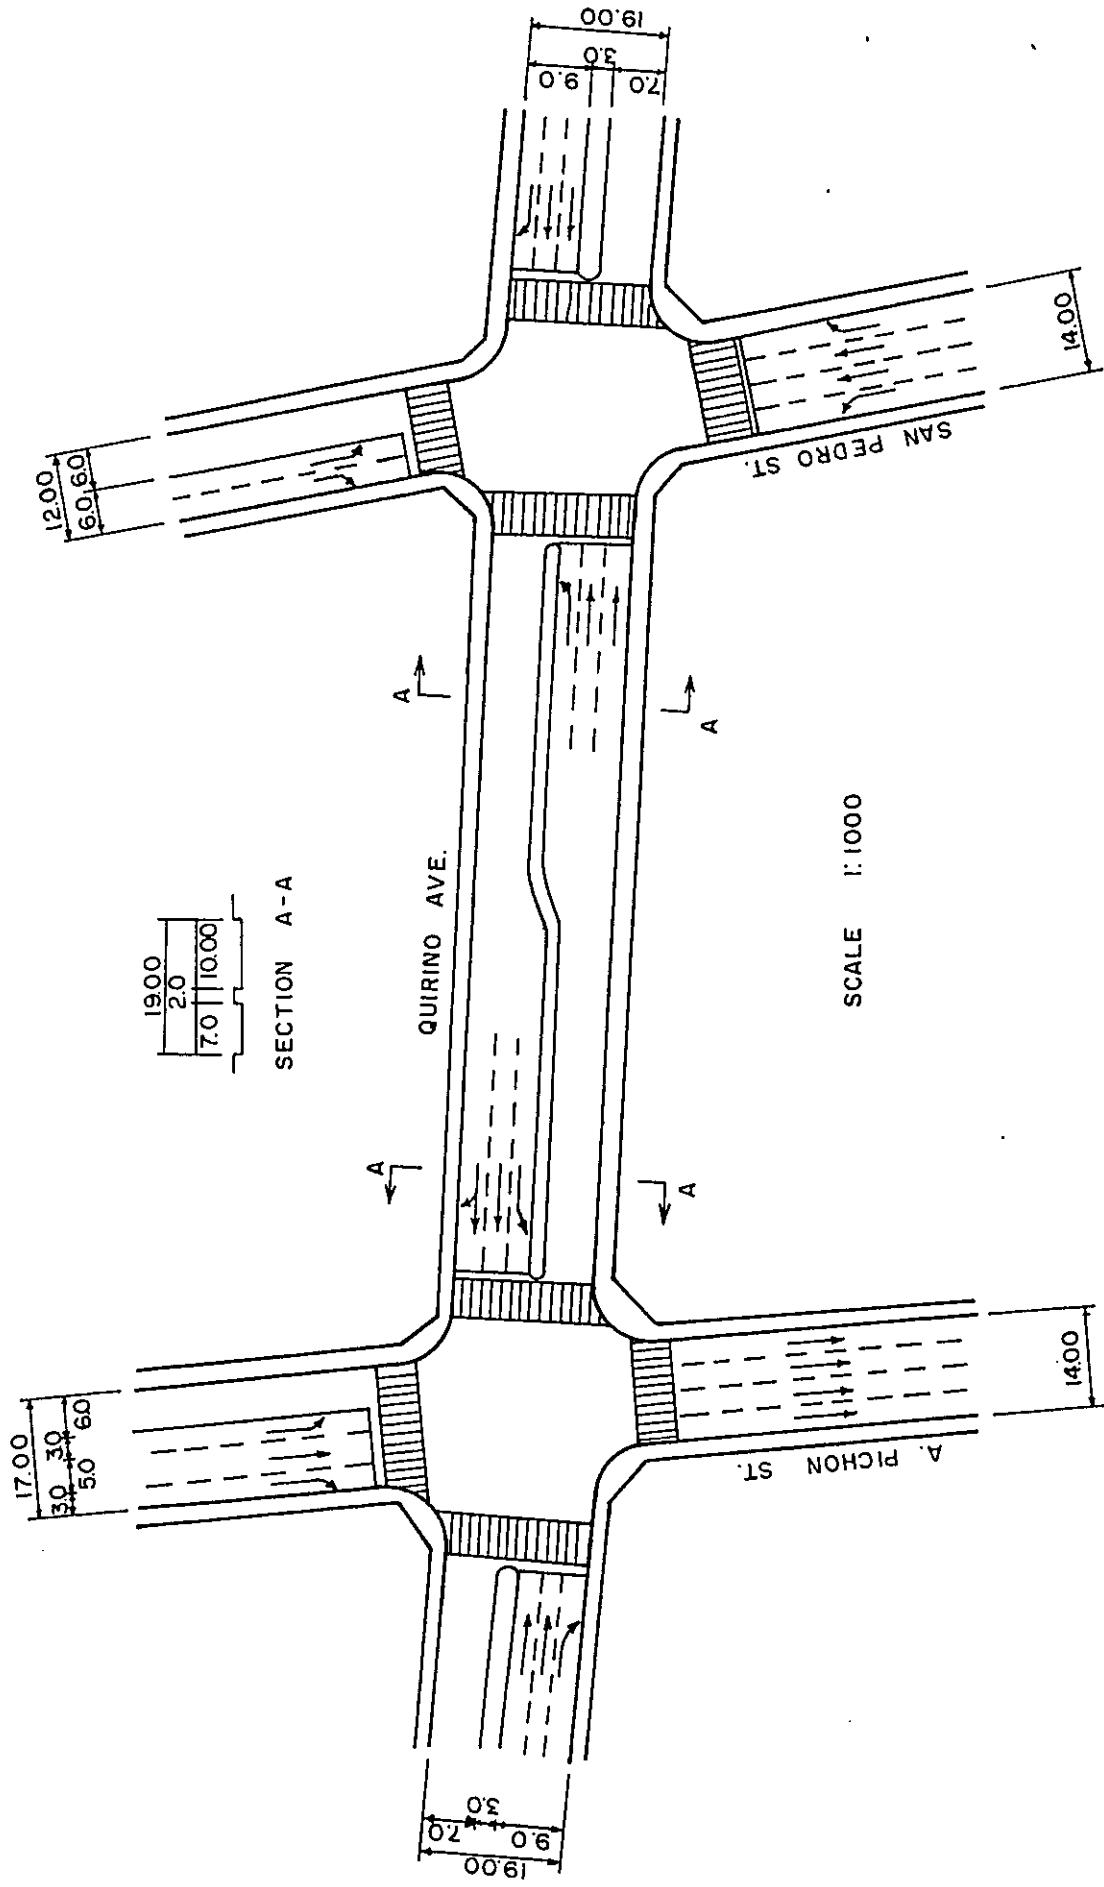 19.00
3.0
9.0
7.0
12.00
6.0 6.0
14.00
SAN PEDRO ST.
A
A
19.00
2.0
7.0 10.00
SECTION A-A
QUIRINO AVE.
SCALE 1:1000
A
A
17.00
3.0 3.0 6.0
5.0
14.00
A. PICHON ST.
3.0
7.0 9.0
19.00